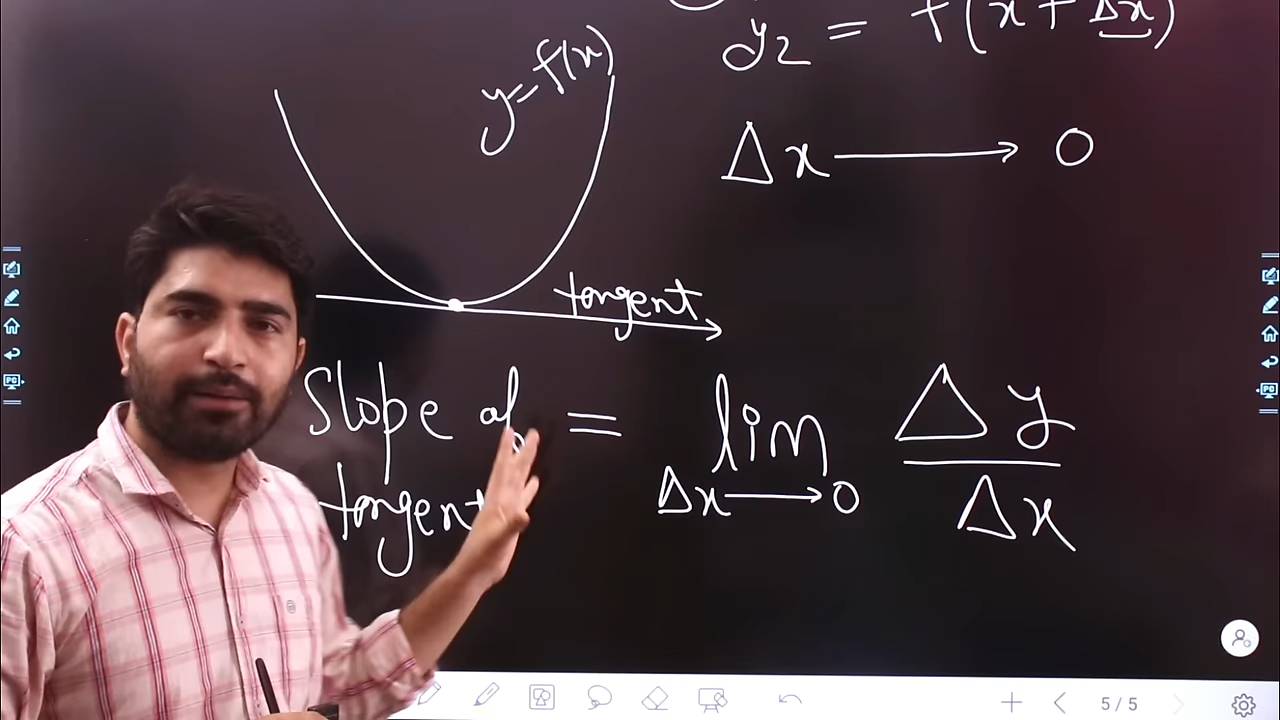 y2 = f(x + Δx)
y=f(x)
Δx → 0
tangent
Slope of tangent = lim Δx → 0 Δy / Δx
5/5